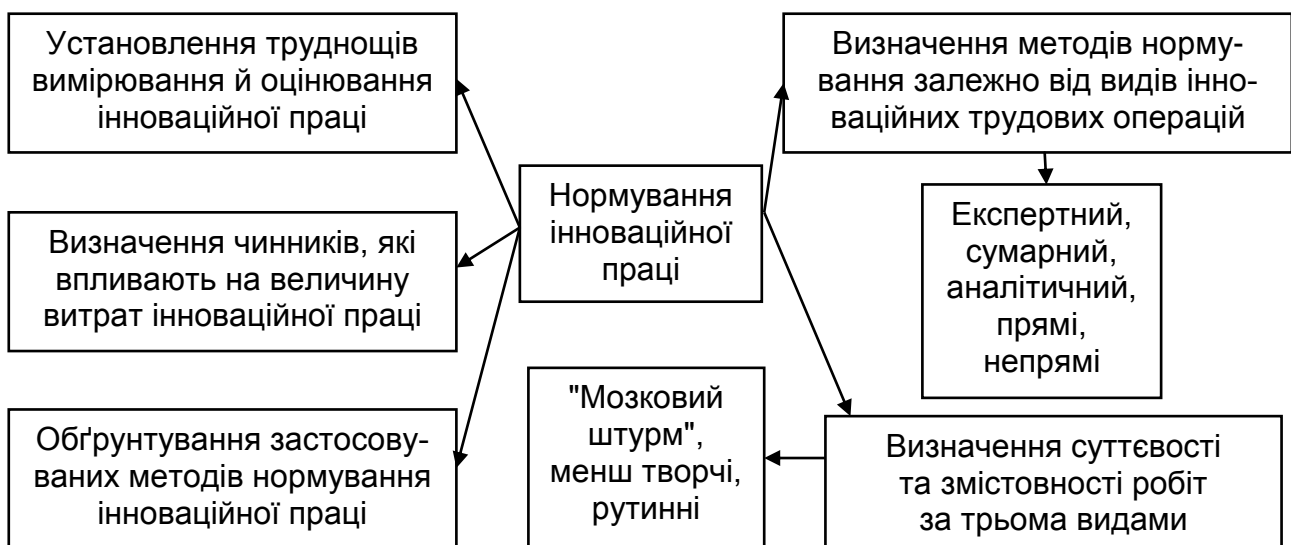 Установлення труднощів
вимірювання й оцінювання
інноваційної праці
Визначення методів норму-
вання залежно від видів інно-
ваційних трудових операцій
Нормування
інноваційної
праці
Експертний,
сумарний,
аналітичний,
прямі,
непрямі
Визначення чинників, які
впливають на величину
витрат інноваційної праці
"Мозковий
штурм",
менш творчі,
рутинні
Обґрунтування застосову-
ваних методів нормування
інноваційної праці
Визначення суттєвості
та змістовності робіт
за трьома видами